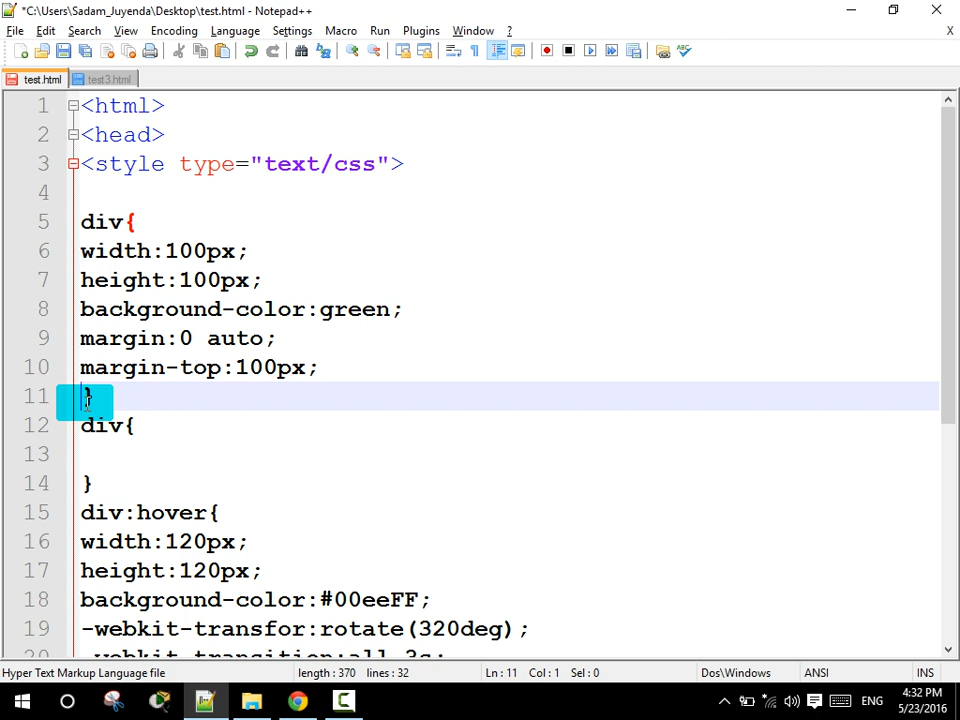 *C:\Users\Sadam_Juyenda\Desktop\test.html - Notepad++
File Edit Search View Encoding Language Settings Macro Run Plugins Window ? X
test.html test3.html
1 <html>
2 <head>
3 <style type="text/css">
4
5 div{
6 width:100px;
7 height:100px;
8 background-color:green;
9 margin:0 auto;
10 margin-top:100px;
11 }
12 div{
13
14 }
15 div:hover{
16 width:120px;
17 height:120px;
18 background-color:#00eeFF;
19 -webkit-transfor:rotate(320deg);
20 -webkit-transition:all 3s;
Hyper Text Markup Language file length : 370 lines : 32 Ln : 11 Col : 1 Sel : 0 Dos\Windows ANSI INS
ENG 4:32 PM
5/23/2016